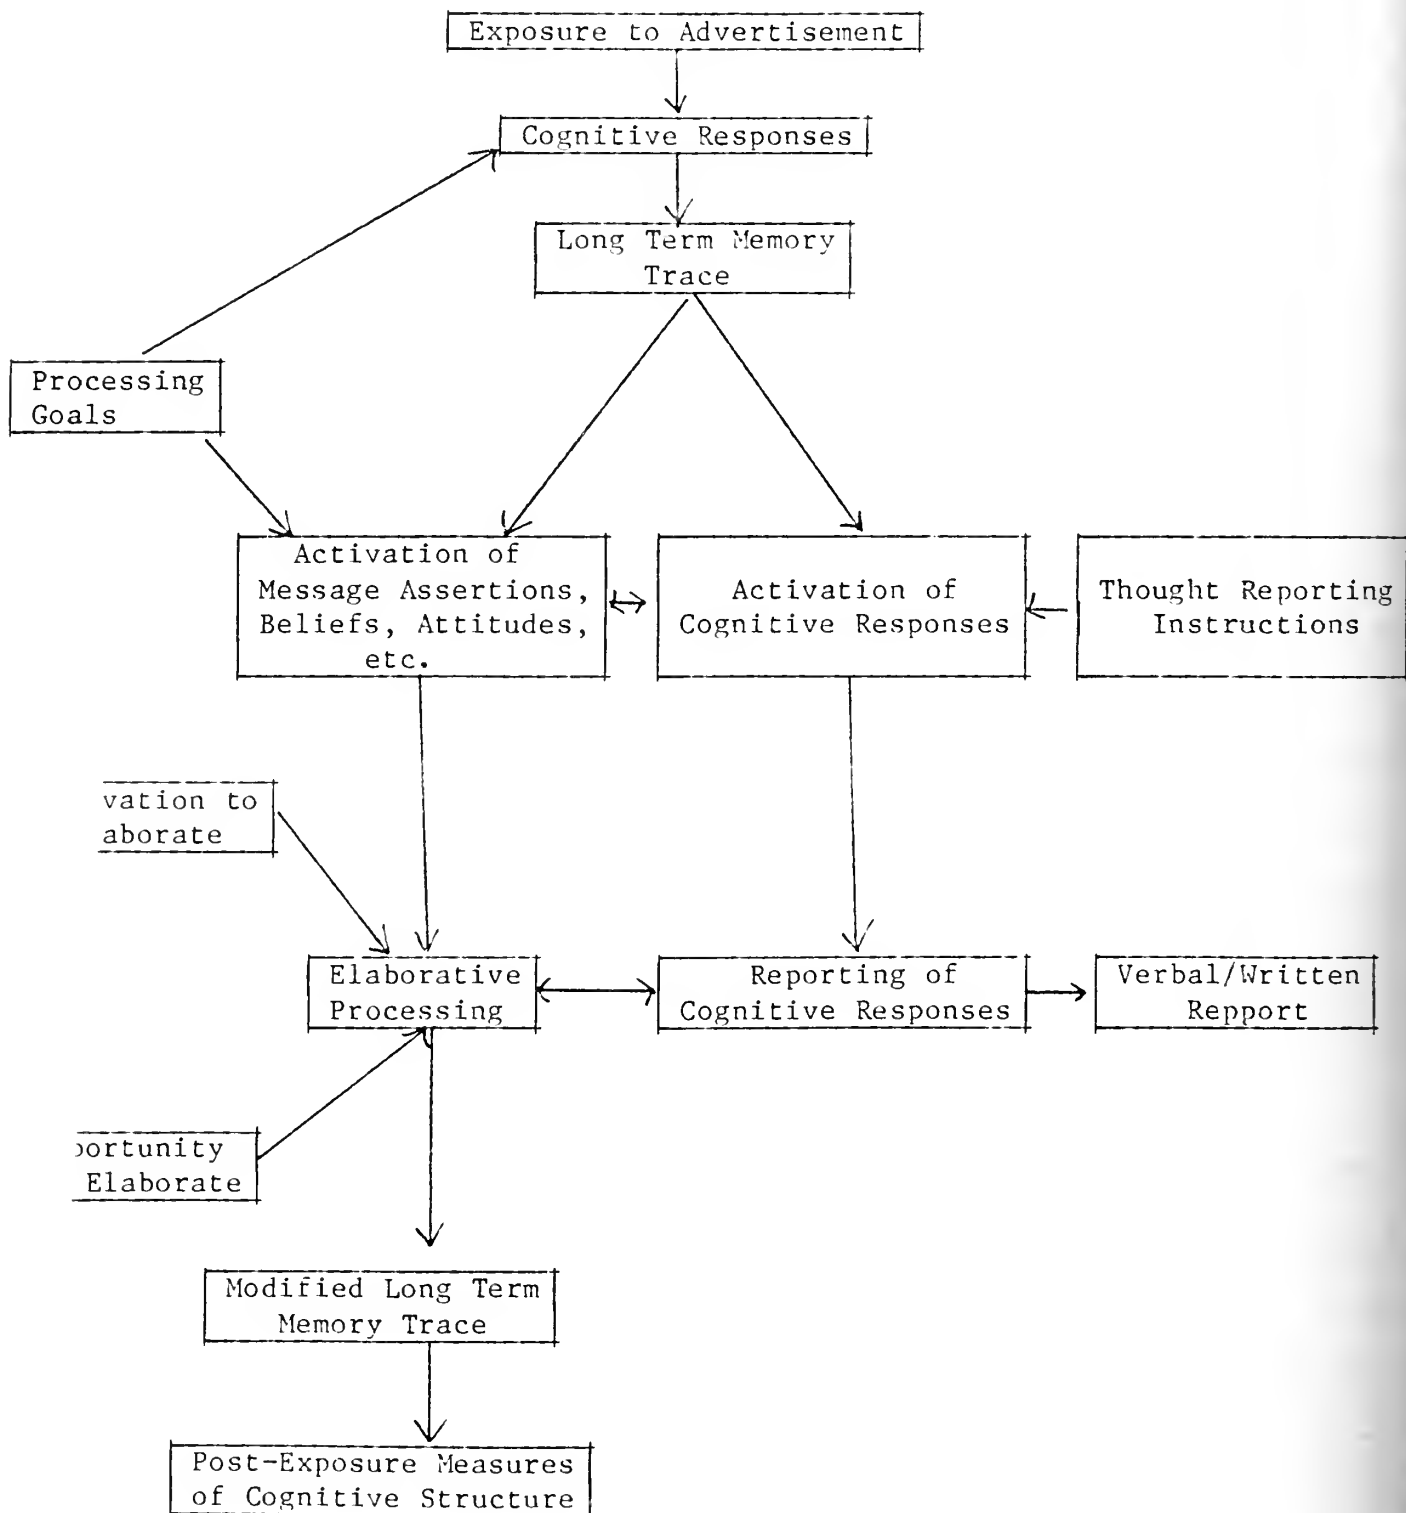 Exposure to Advertisement
Cognitive Responses
Long Term Memory
Trace
Processing
Goals
Activation of
Message Assertions,
Beliefs, Attitudes,
etc.
Activation of
Cognitive Responses
Thought Reporting
Instructions
vation to
aborate
Elaborative
Processing
Reporting of
Cognitive Responses
Verbal/Written
Repport
portunity
Elaborate
Modified Long Term
Memory Trace
Post-Exposure Measures
of Cognitive Structure